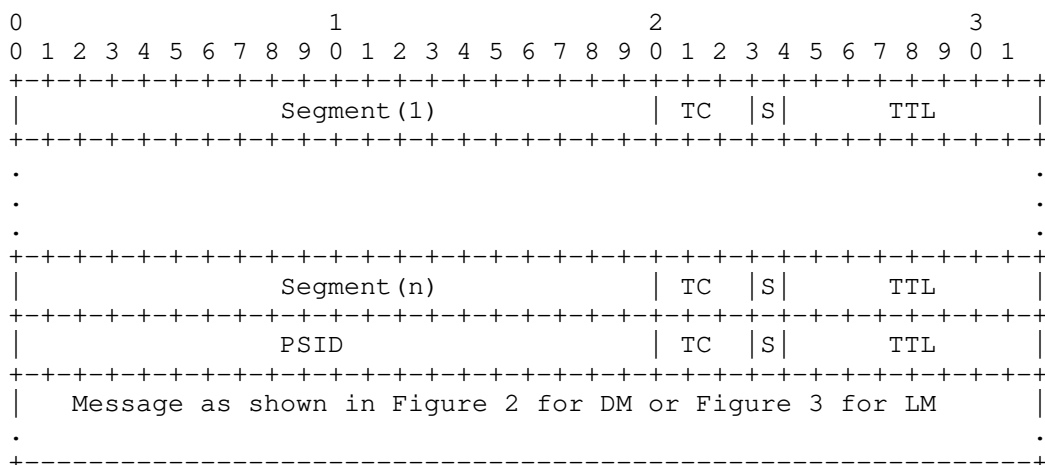 0                   1                   2                   3
0 1 2 3 4 5 6 7 8 9 0 1 2 3 4 5 6 7 8 9 0 1 2 3 4 5 6 7 8 9 0 1
+-+-+-+-+-+-+-+-+-+-+-+-+-+-+-+-+-+-+-+-+-+-+-+-+-+-+-+-+-+-+-+-+
|                Segment(1)             | TC  |S|      TTL      |
+-+-+-+-+-+-+-+-+-+-+-+-+-+-+-+-+-+-+-+-+-+-+-+-+-+-+-+-+-+-+-+-+
.                                                               .
.                                                               .
.                                                               .
+-+-+-+-+-+-+-+-+-+-+-+-+-+-+-+-+-+-+-+-+-+-+-+-+-+-+-+-+-+-+-+-+
|                Segment(n)             | TC  |S|      TTL      |
+-+-+-+-+-+-+-+-+-+-+-+-+-+-+-+-+-+-+-+-+-+-+-+-+-+-+-+-+-+-+-+-+
|                PSID                   | TC  |S|      TTL      |
+-+-+-+-+-+-+-+-+-+-+-+-+-+-+-+-+-+-+-+-+-+-+-+-+-+-+-+-+-+-+-+-+
|   Message as shown in Figure 2 for DM or Figure 3 for LM      |
.                                                               .
+---------------------------------------------------------------+